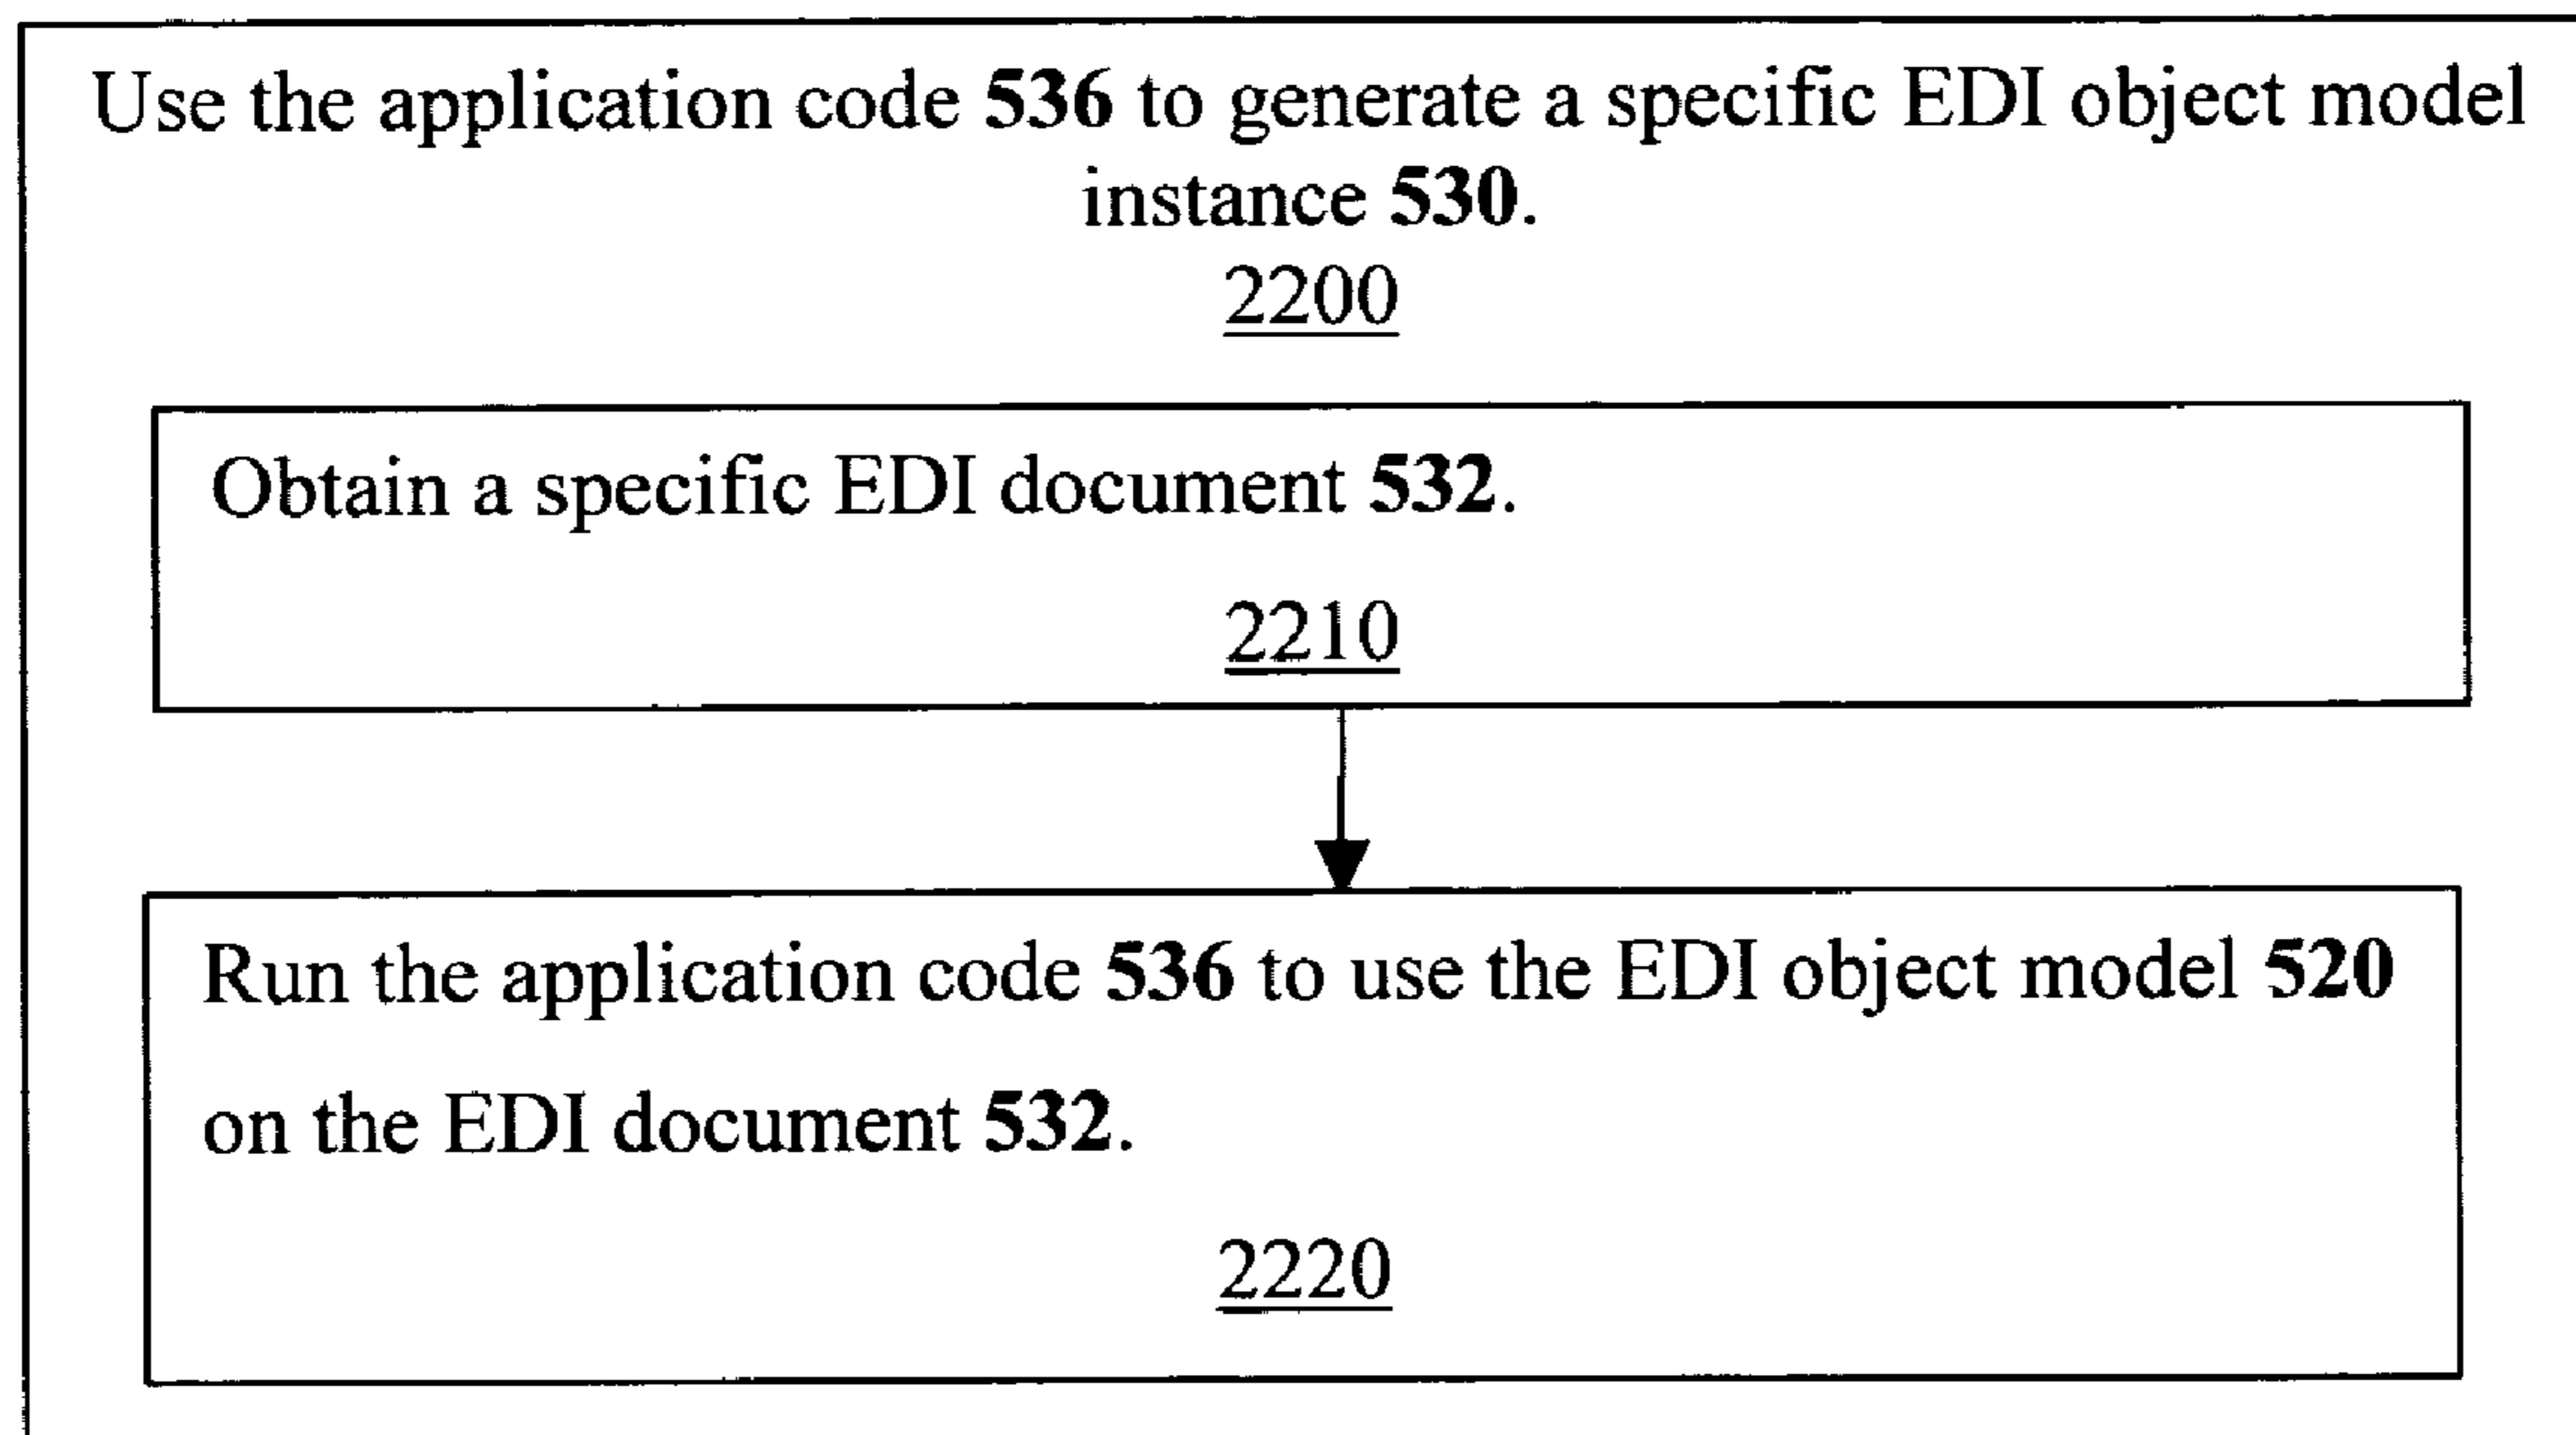 Use the application code 536 to generate a specific EDI object model
instance 530.
2200
Obtain a specific EDI document 532.
2210
Run the application code 536 to use the EDI object model 520
on the EDI document 532.
2220